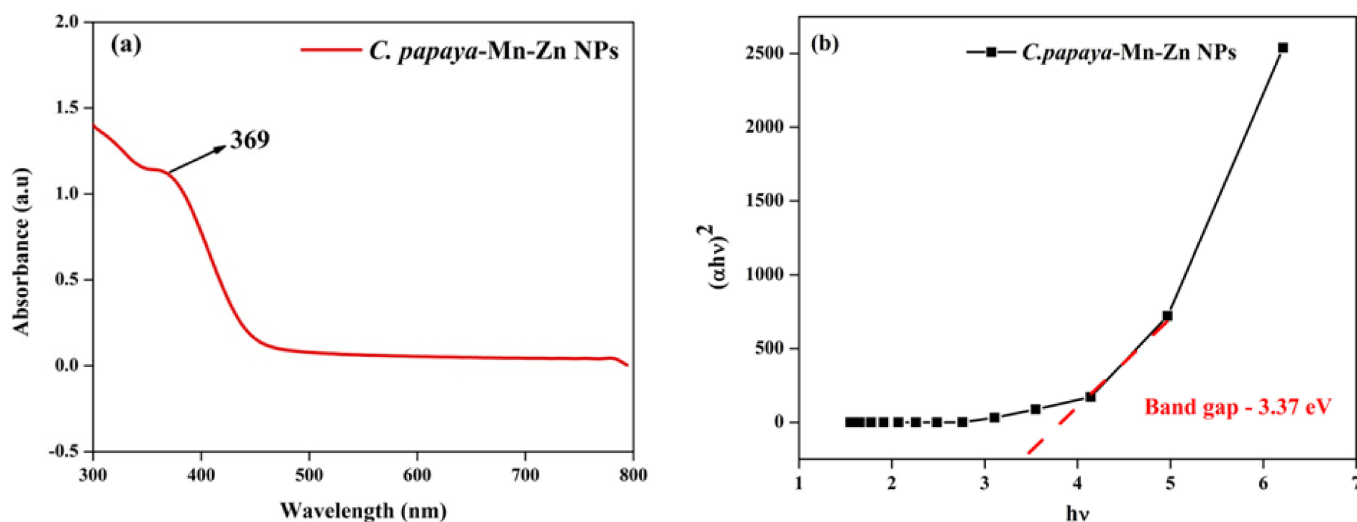 (a)
C. papaya-Mn-Zn NPs
369
2.0
1.5
1.0
0.5
0.0
-0.5
Absorbance (a.u)
300
400
500
600
700
800
Wavelength (nm)
(b)
C.papaya-Mn-Zn NPs
2500
2000
1500
1000
500
0
(αhν)²
Band gap - 3.37 eV
1
2
3
4
5
6
7
hν